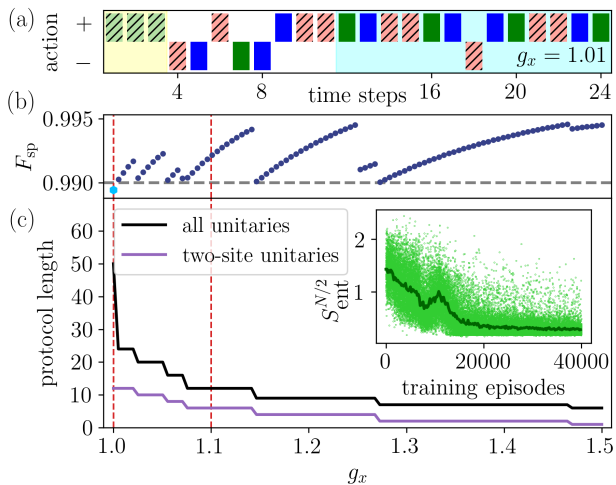 (a)
action
+
−
g_x = 1.01
4
8
time steps
16
20
24
(b)
F_sp
0.995
0.990
(c)
all unitaries
two-site unitaries
protocol length
60
50
40
30
20
10
0
S_ent^{N/2}
2
1
0
20000
40000
training episodes
1.0
1.1
1.2
1.3
1.4
1.5
g_x